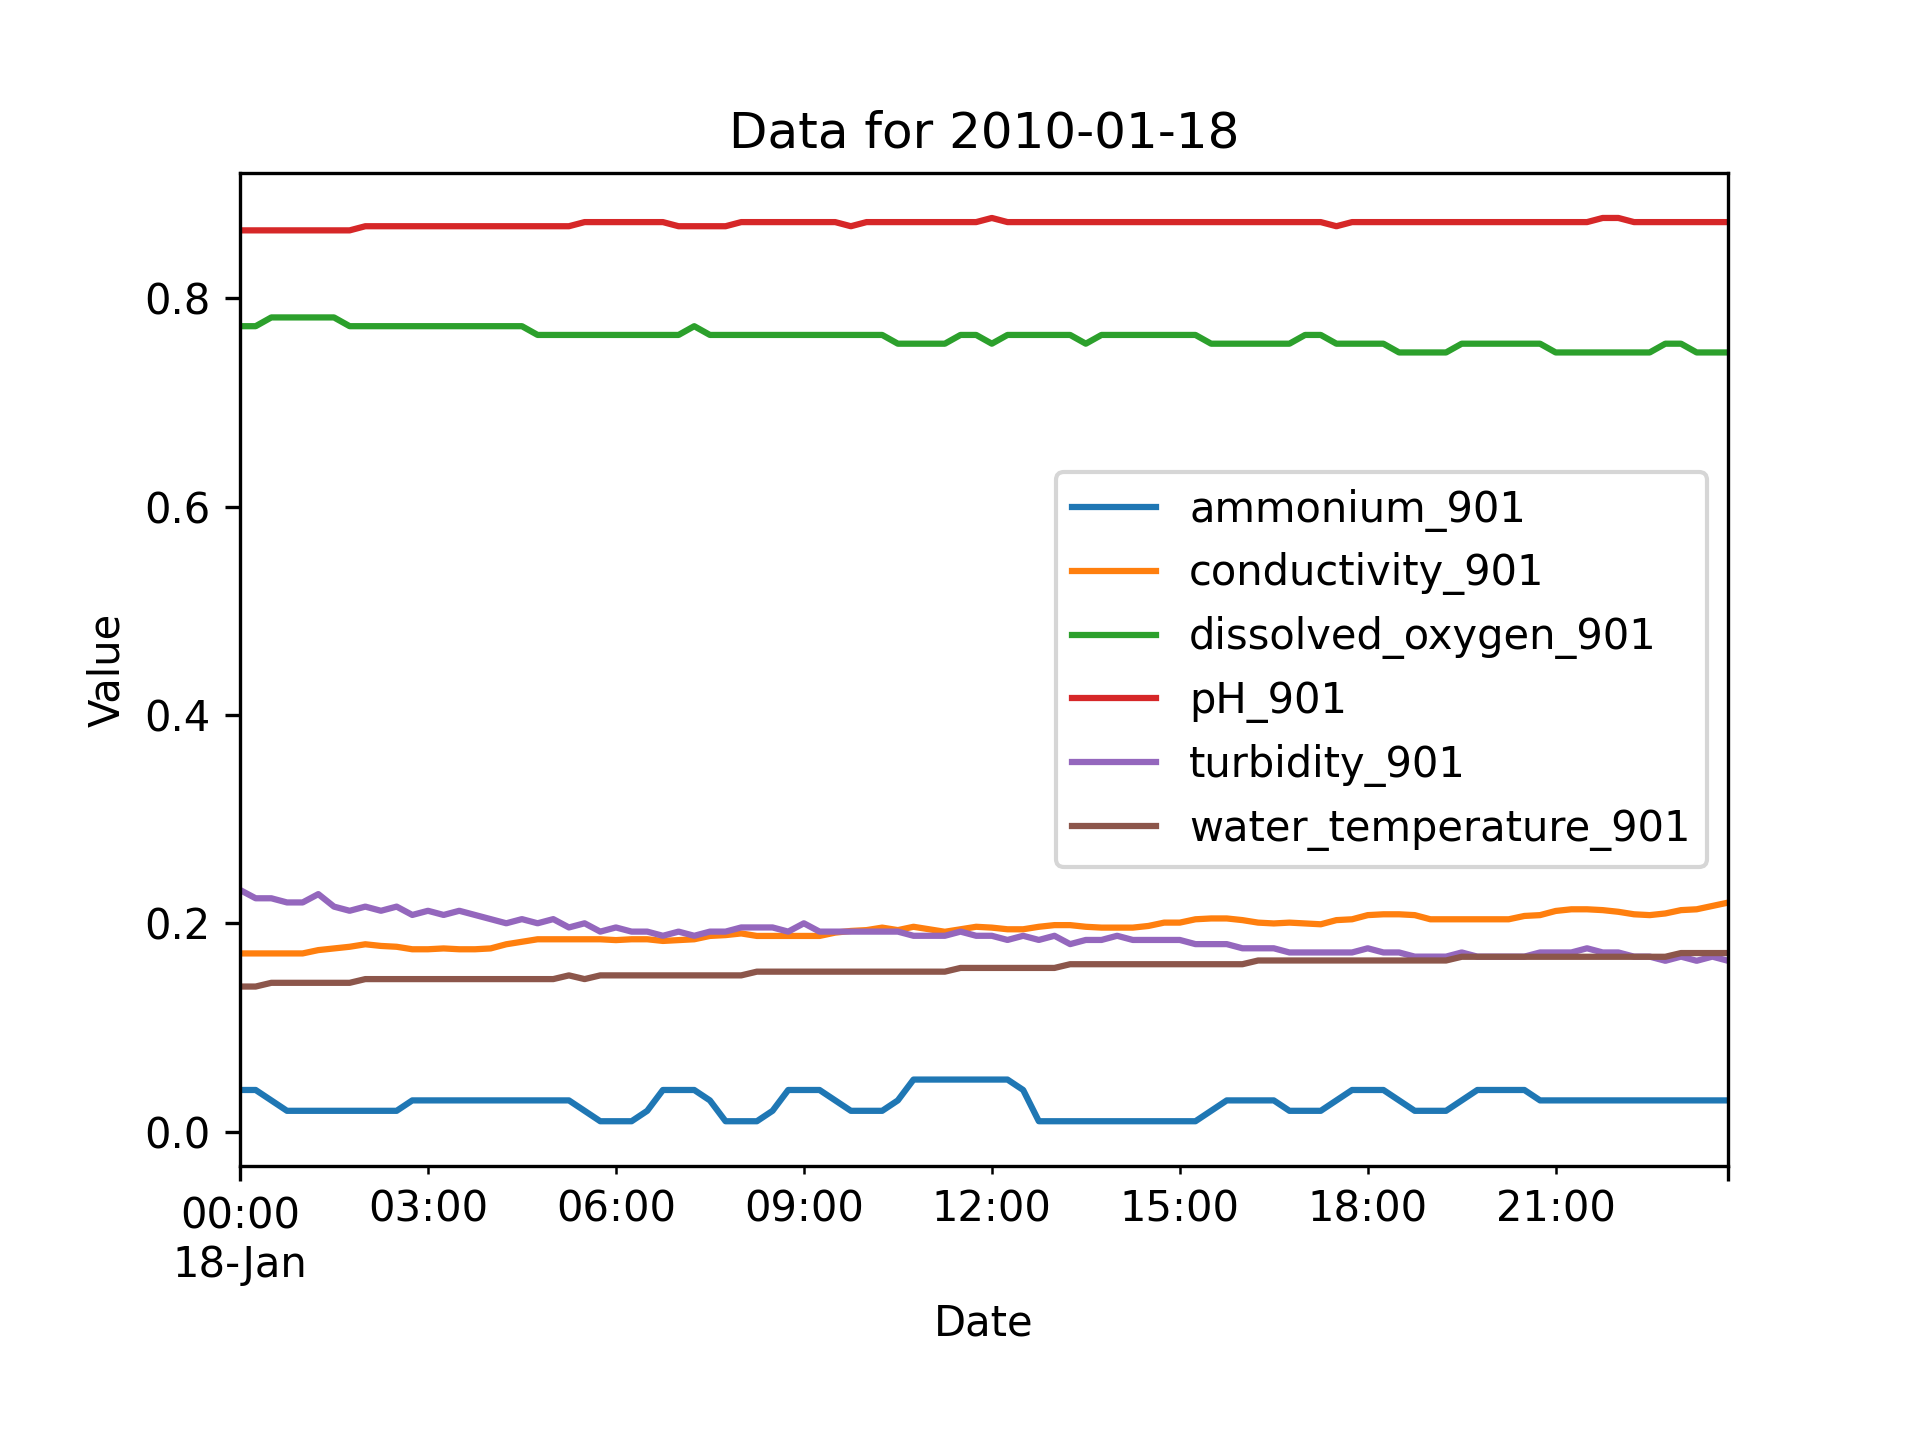 Data for 2010-01-18
Value
0.8
0.6
0.4
0.2
0.0
ammonium_901
conductivity_901
dissolved_oxygen_901
pH_901
turbidity_901
water_temperature_901
00:00 03:00 06:00 09:00 12:00 15:00 18:00 21:00
18-Jan
Date